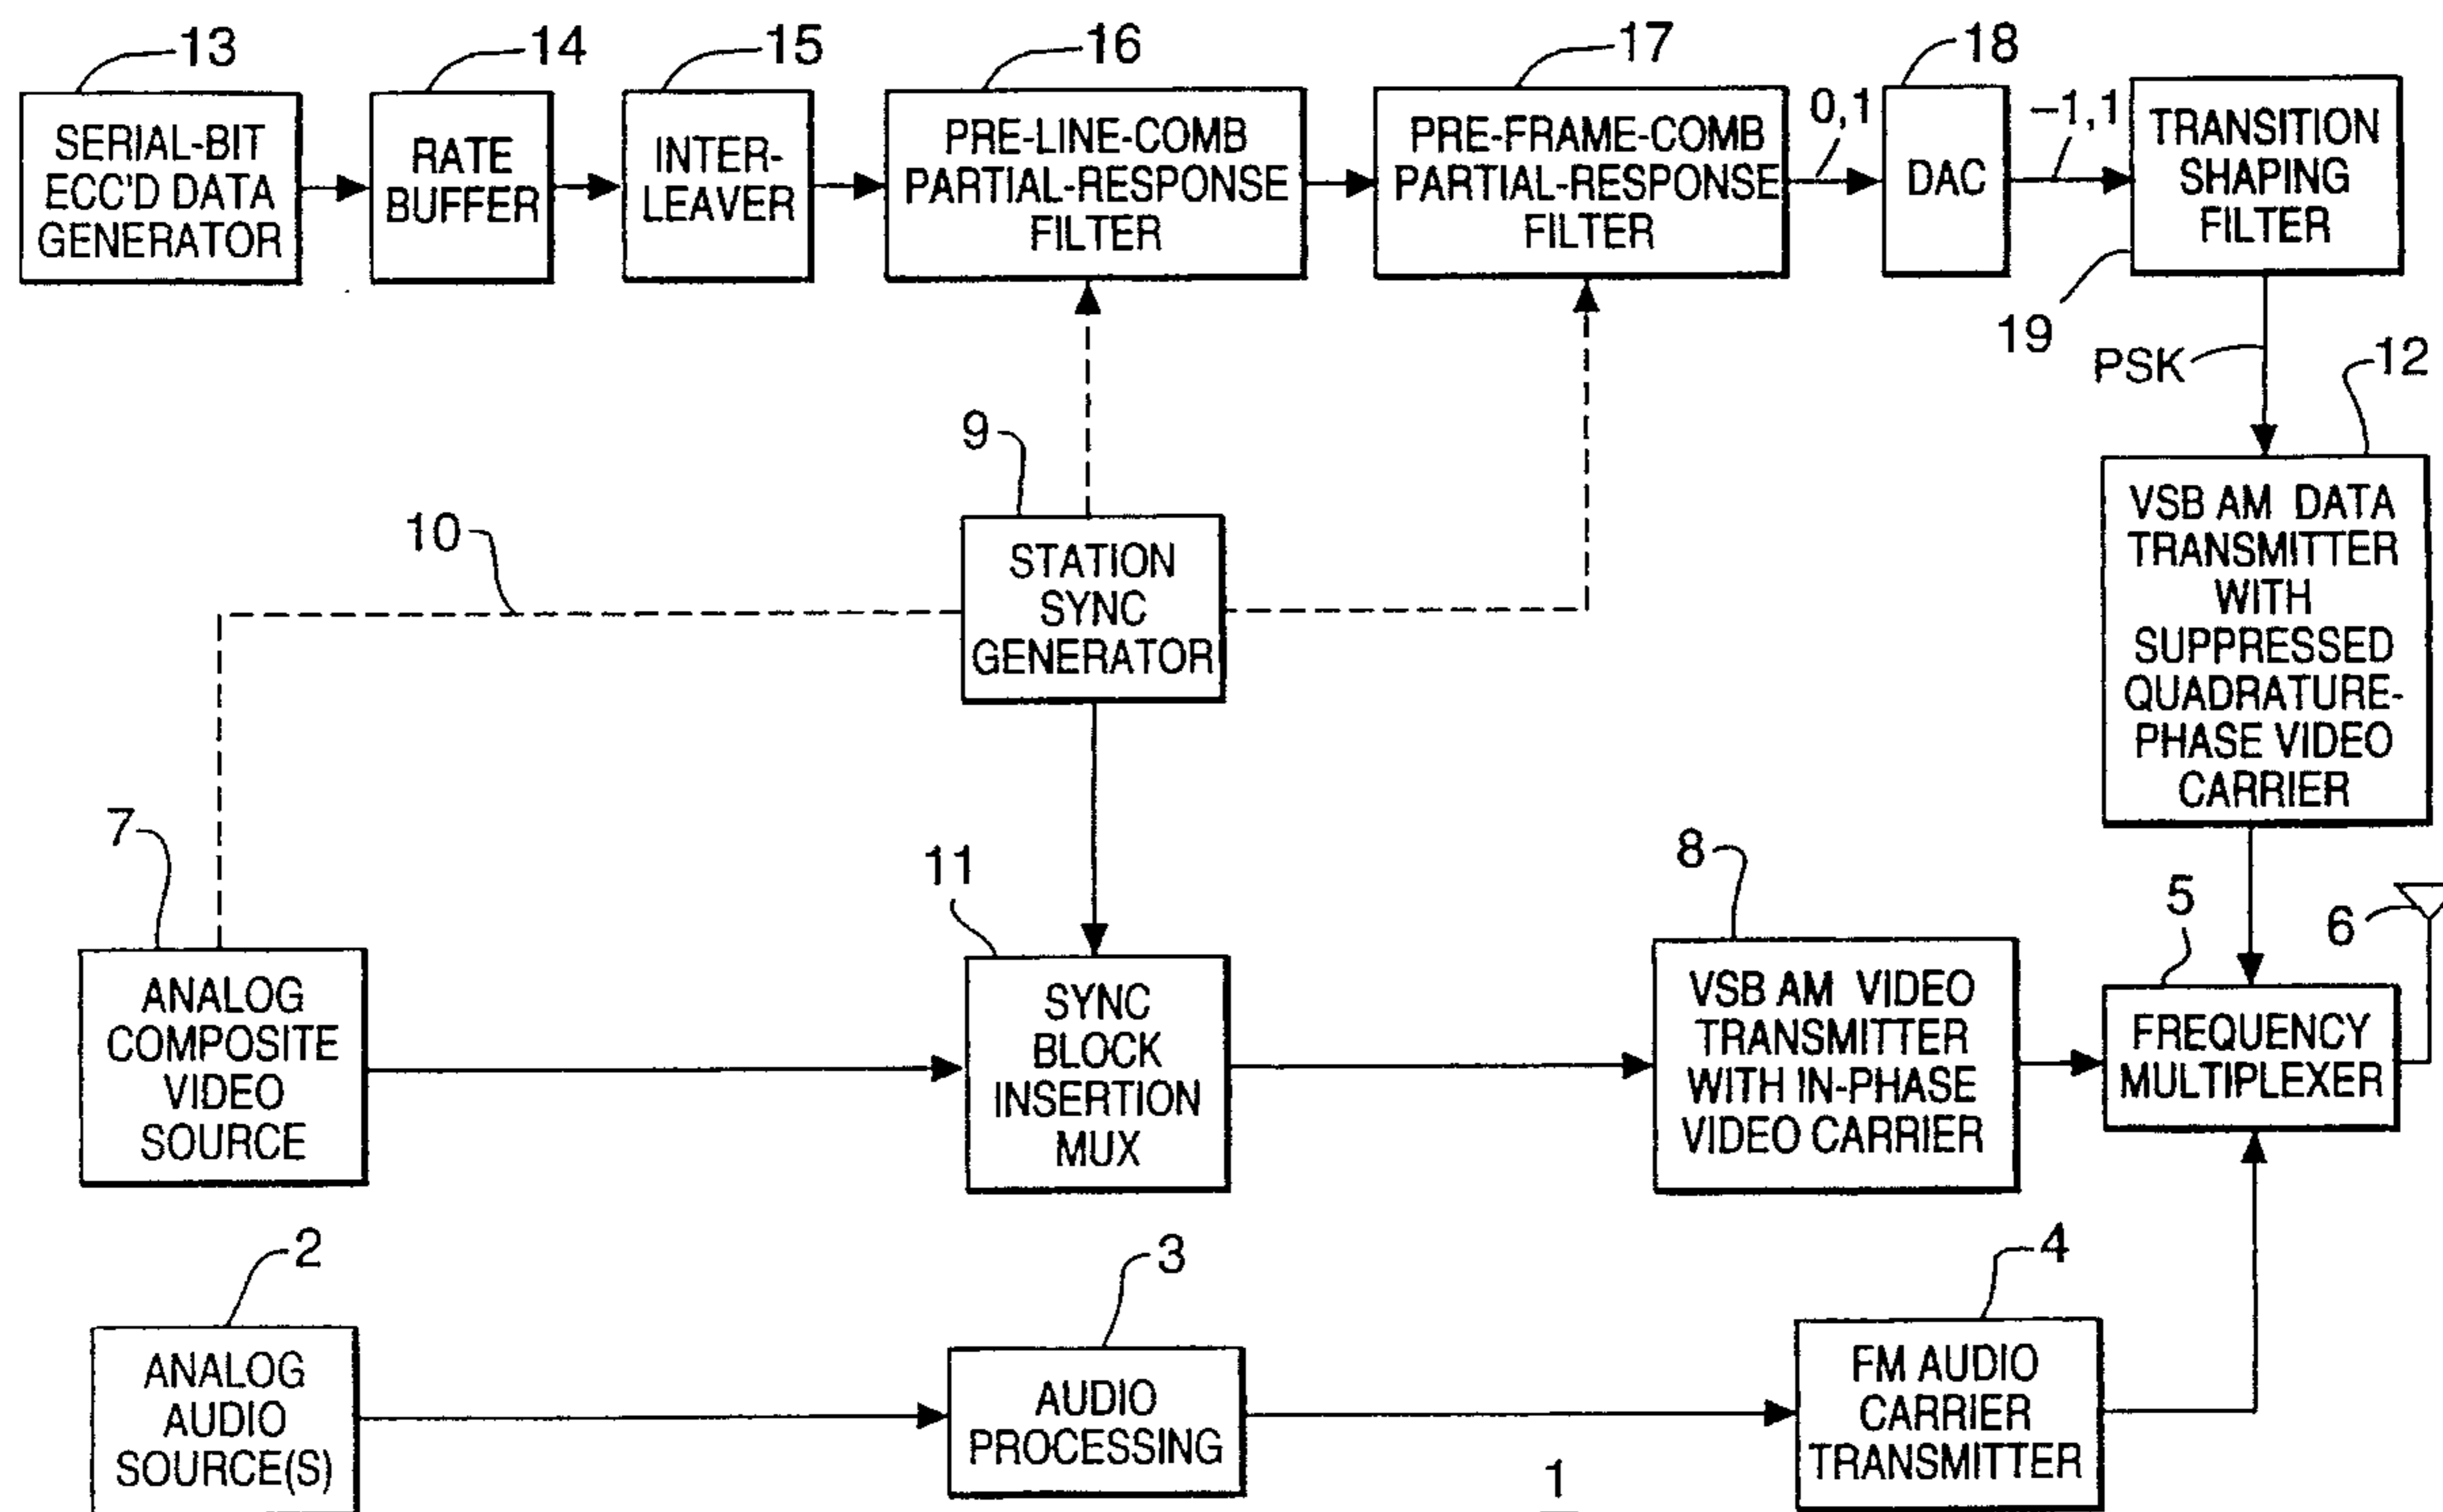 13
14
15
16
17
18
SERIAL-BIT
ECC'D DATA
GENERATOR
RATE
BUFFER
INTER-
LEAVER
PRE-LINE-COMB
PARTIAL-RESPONSE
FILTER
PRE-FRAME-COMB
PARTIAL-RESPONSE
FILTER
0,1
DAC
–1,1
TRANSITION
SHAPING
FILTER
19
PSK
12
9
10
STATION
SYNC
GENERATOR
VSB AM DATA
TRANSMITTER
WITH
SUPPRESSED
QUADRATURE-
PHASE VIDEO
CARRIER
7
11
8
5
6
ANALOG
COMPOSITE
VIDEO
SOURCE
SYNC
BLOCK
INSERTION
MUX
VSB AM VIDEO
TRANSMITTER
WITH IN-PHASE
VIDEO CARRIER
FREQUENCY
MULTIPLEXER
2
3
4
ANALOG
AUDIO
SOURCE(S)
AUDIO
PROCESSING
FM AUDIO
CARRIER
TRANSMITTER
1